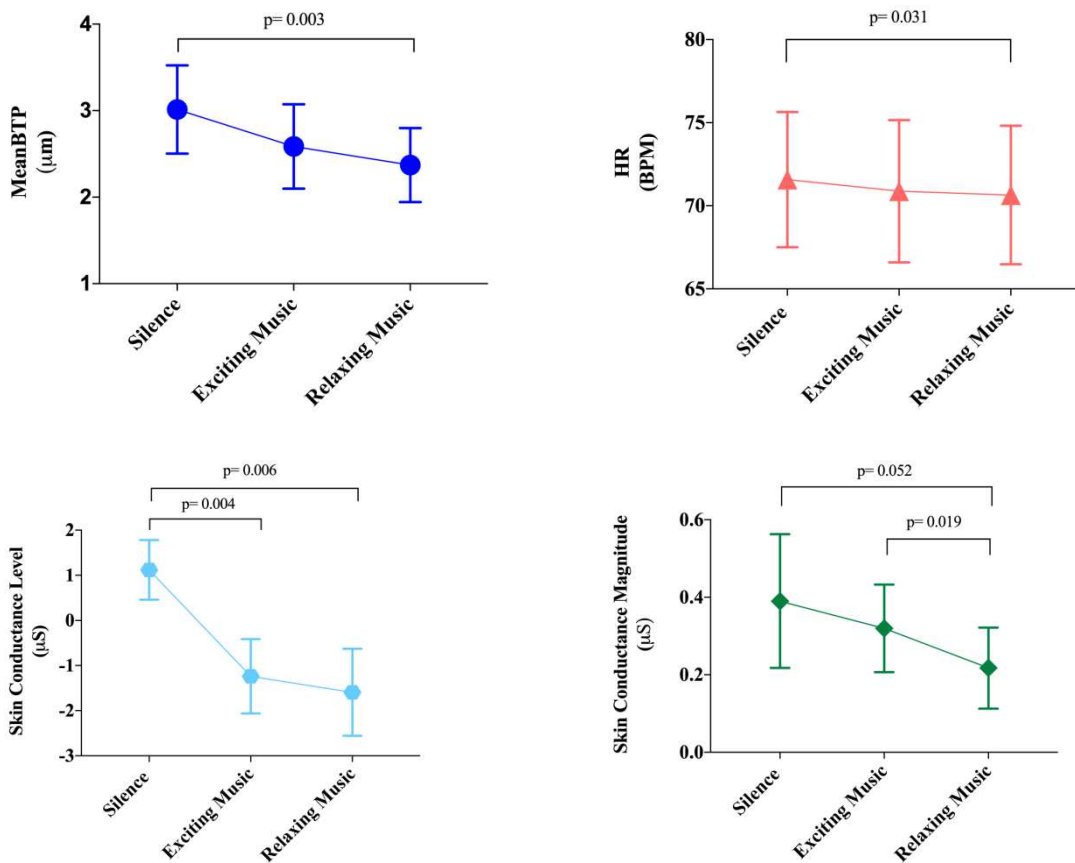 p= 0.003
4
3
2
1
MeanBTP
(μm)
Silence
Exciting Music
Relaxing Music
p= 0.031
80
75
70
65
HR
(BPM)
Silence
Exciting Music
Relaxing Music
p= 0.006
p= 0.004
2
1
0
-1
-2
-3
Skin Conductance Level
(μS)
Silence
Exciting Music
Relaxing Music
p= 0.052
p= 0.019
0.6
0.4
0.2
0.0
Skin Conductance Magnitude
(μS)
Silence
Exciting Music
Relaxing Music